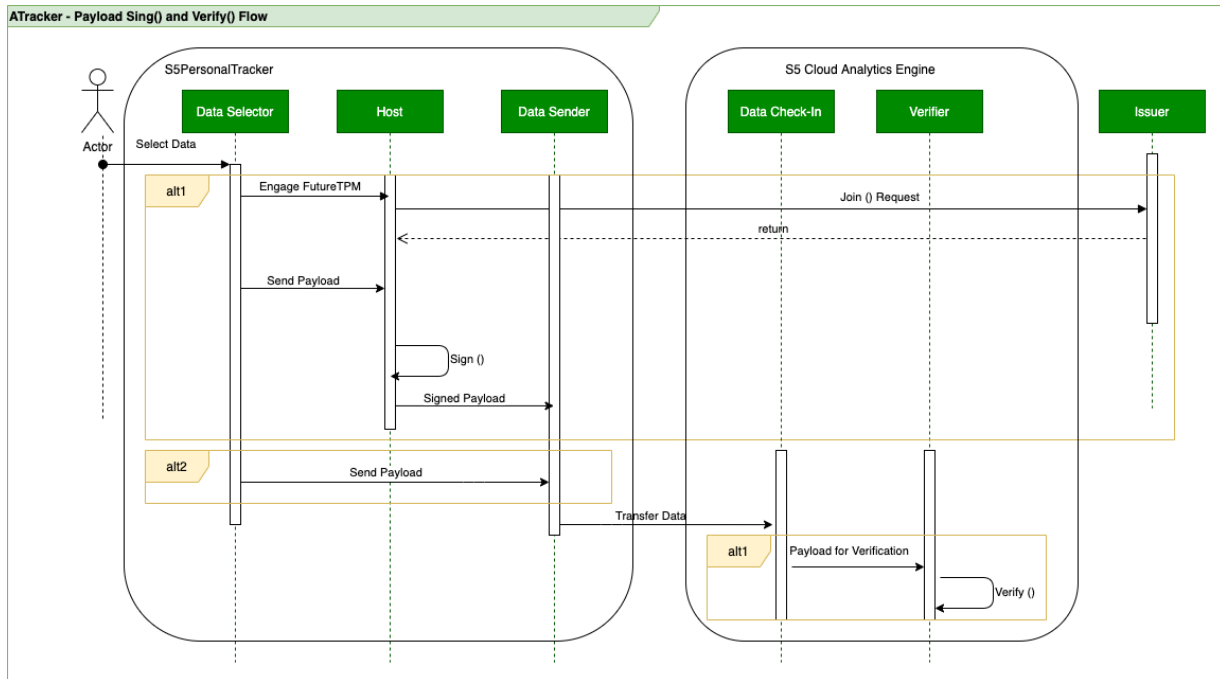 ATracker - Payload Sing() and Verify() Flow
S5PersonalTracker
S5 Cloud Analytics Engine
Data Selector
Host
Data Sender
Data Check-In
Verifier
Issuer
Actor
Select Data
alt1
Engage FutureTPM
Join () Request
return
Send Payload
Sign ()
Signed Payload
alt2
Send Payload
Transfer Data
alt1
Payload for Verification
Verify ()